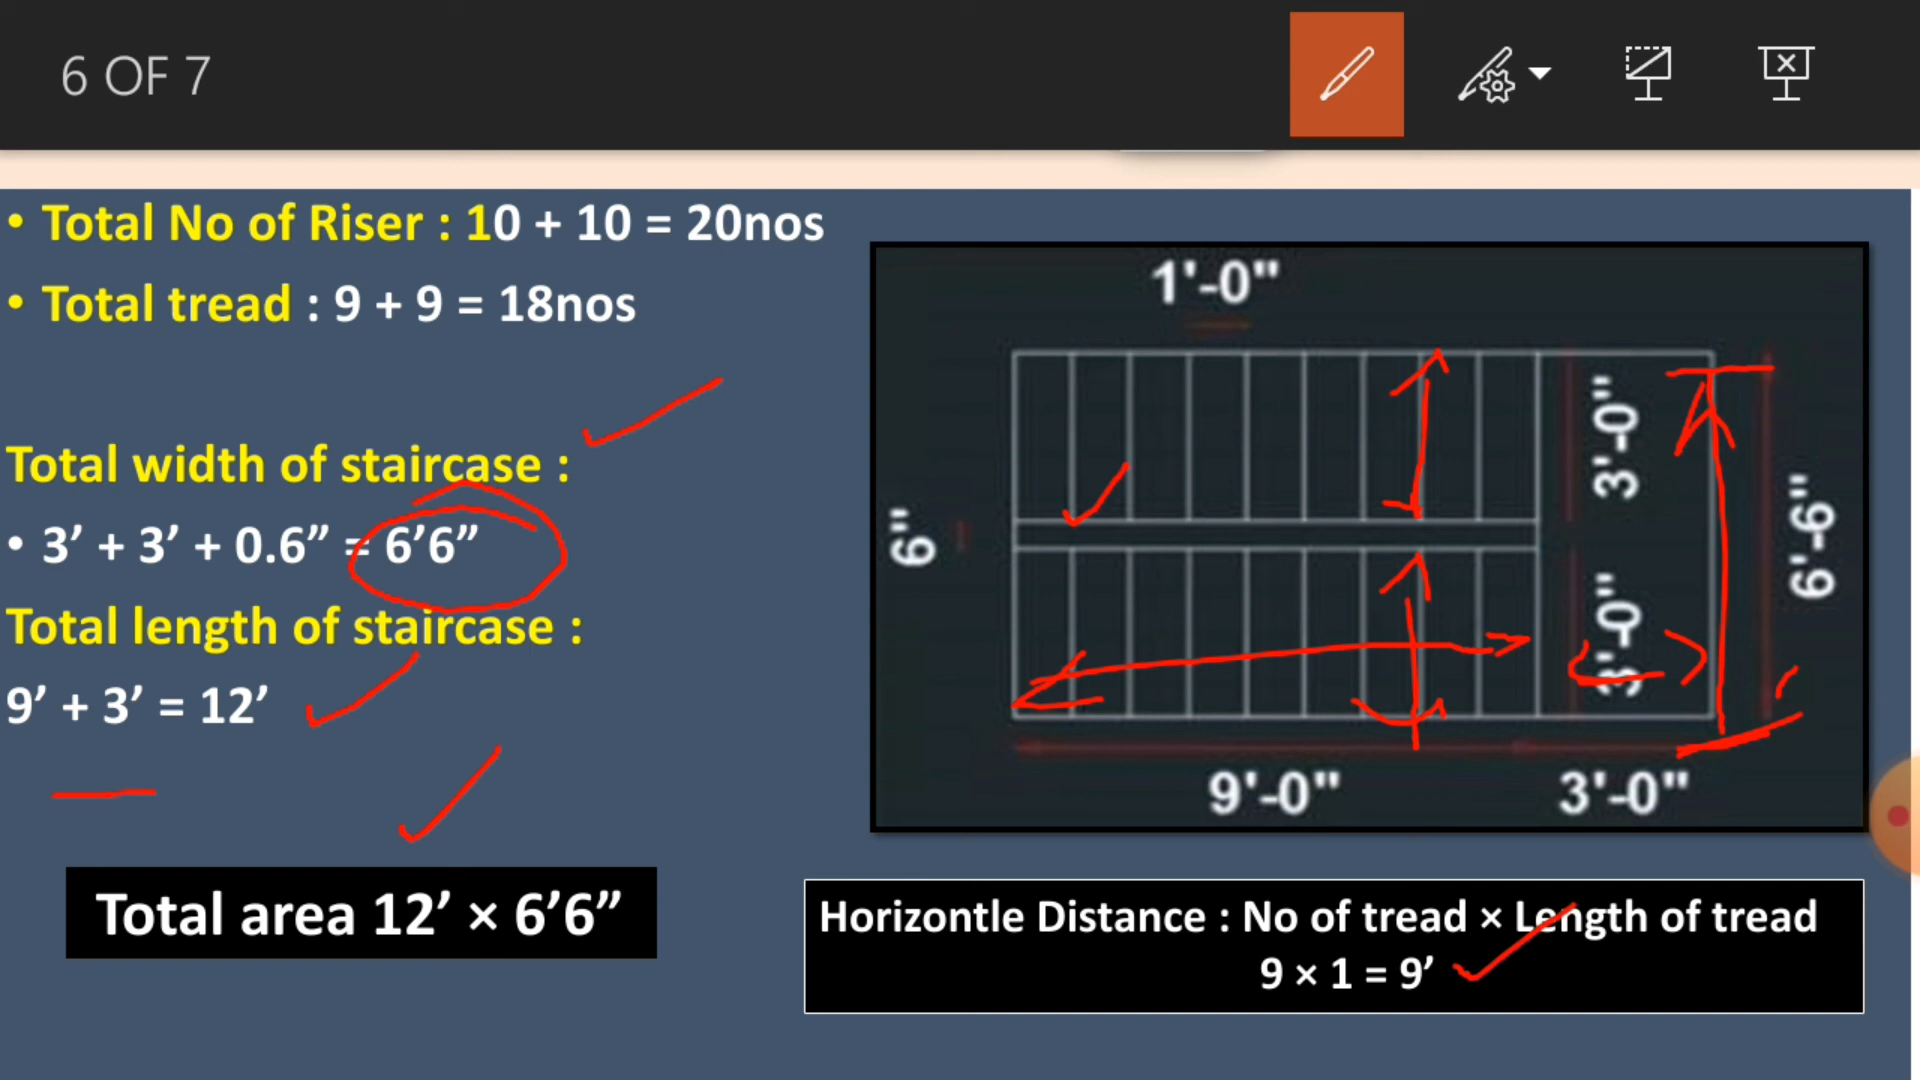 6 OF 7
• Total No of Riser : 10 + 10 = 20nos
• Total tread : 9 + 9 = 18nos
Total width of staircase :
• 3’ + 3’ + 0.6” = 6’6”
Total length of staircase :
9’ + 3’ = 12’
Total area 12’ × 6’6”
1'-0"
6"
3'-0"
3'-0"
6'-6"
9'-0"
3'-0"
Horizontle Distance : No of tread × Length of tread
9 × 1 = 9’